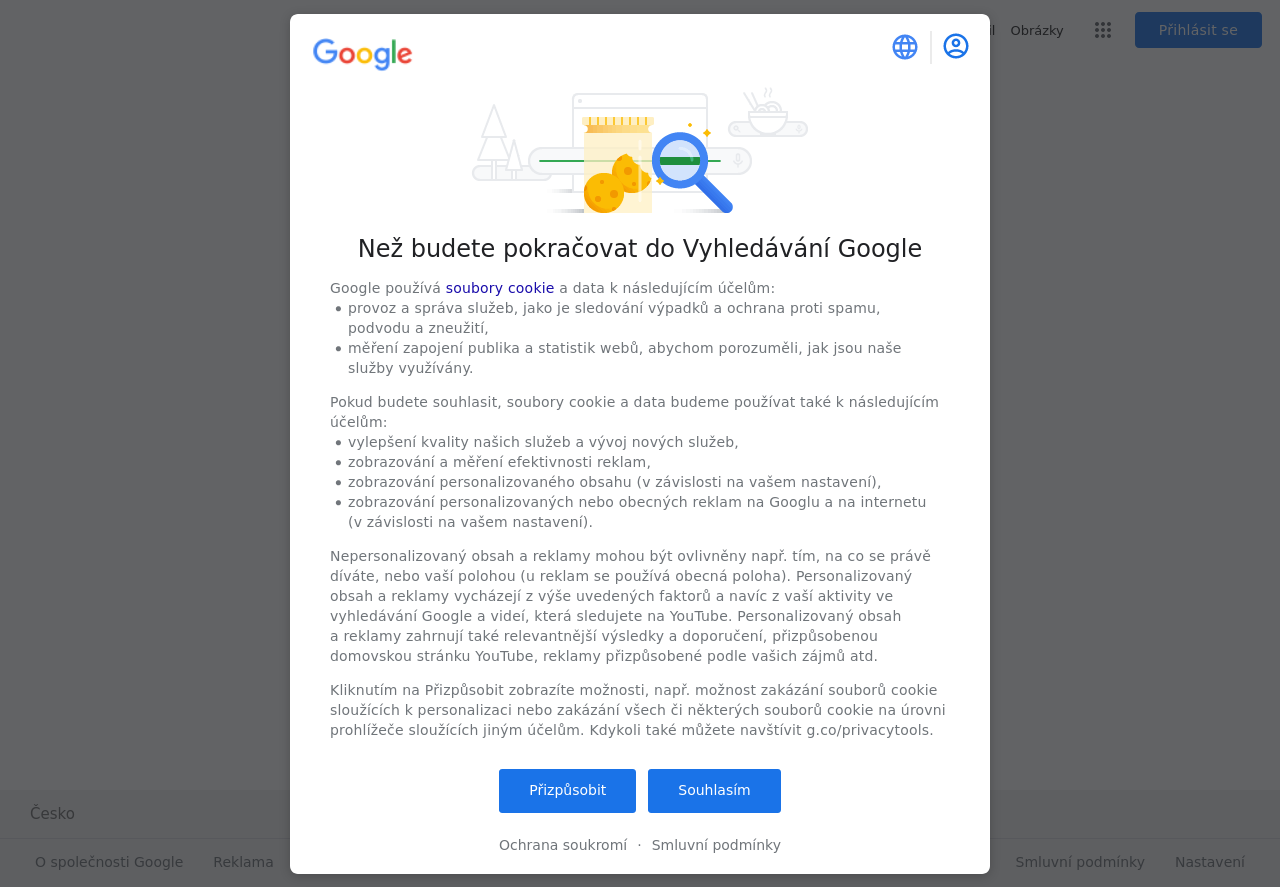 Obrázky
Přihlásit se
Google
Než budete pokračovat do Vyhledávání Google
Google používá soubory cookie a data k následujícím účelům:
• provoz a správa služeb, jako je sledování výpadků a ochrana proti spamu,
podvodu a zneužití,
• měření zapojení publika a statistik webů, abychom porozuměli, jak jsou naše
služby využívány.
Pokud budete souhlasit, soubory cookie a data budeme používat také k následujícím
účelům:
• vylepšení kvality našich služeb a vývoj nových služeb,
• zobrazování a měření efektivnosti reklam,
• zobrazování personalizovaného obsahu (v závislosti na vašem nastavení),
• zobrazování personalizovaných nebo obecných reklam na Googlu a na internetu
(v závislosti na vašem nastavení).
Nepersonalizovaný obsah a reklamy mohou být ovlivněny např. tím, na co se právě
díváte, nebo vaší polohou (u reklam se používá obecná poloha). Personalizovaný
obsah a reklamy vycházejí z výše uvedených faktorů a navíc z vaší aktivity ve
vyhledávání Google a videí, která sledujete na YouTube. Personalizovaný obsah
a reklamy zahrnují také relevantnější výsledky a doporučení, přizpůsobenou
domovskou stránku YouTube, reklamy přizpůsobené podle vašich zájmů atd.
Kliknutím na Přizpůsobit zobrazíte možnosti, např. možnost zakázání souborů cookie
sloužících k personalizaci nebo zakázání všech či některých souborů cookie na úrovni
prohlížeče sloužících jiným účelům. Kdykoli také můžete navštívit g.co/privacytools.
Přizpůsobit Souhlasím
Ochrana soukromí · Smluvní podmínky
Česko
O společnosti Google Reklama Smluvní podmínky Nastavení